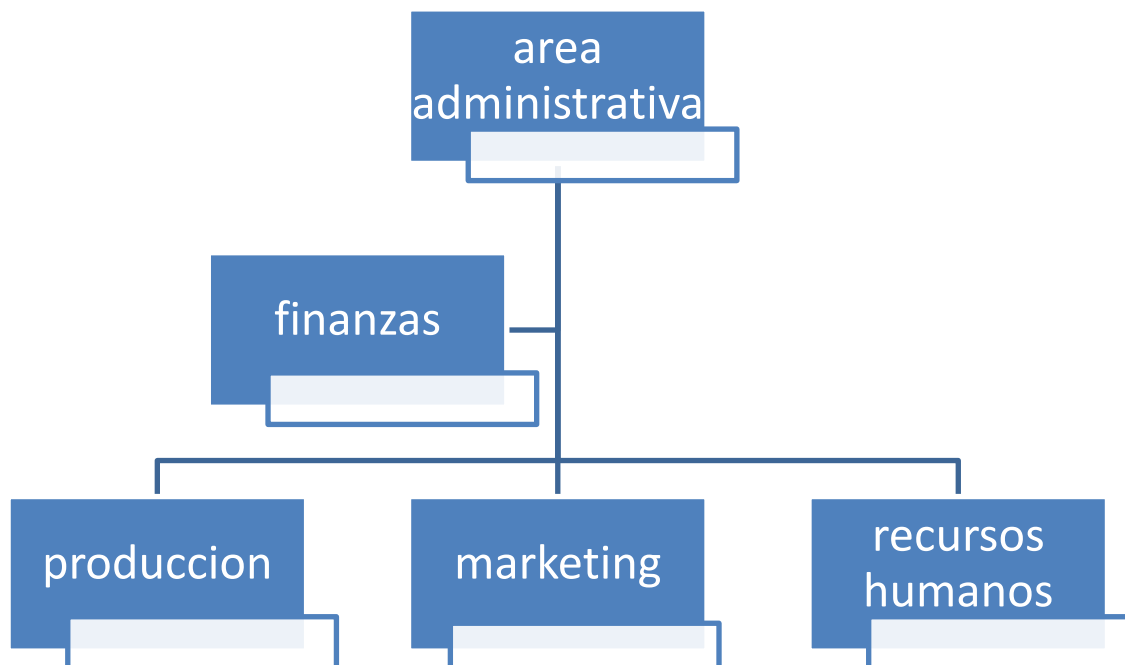 area
administrativa
finanzas
produccion
marketing
recursos
humanos